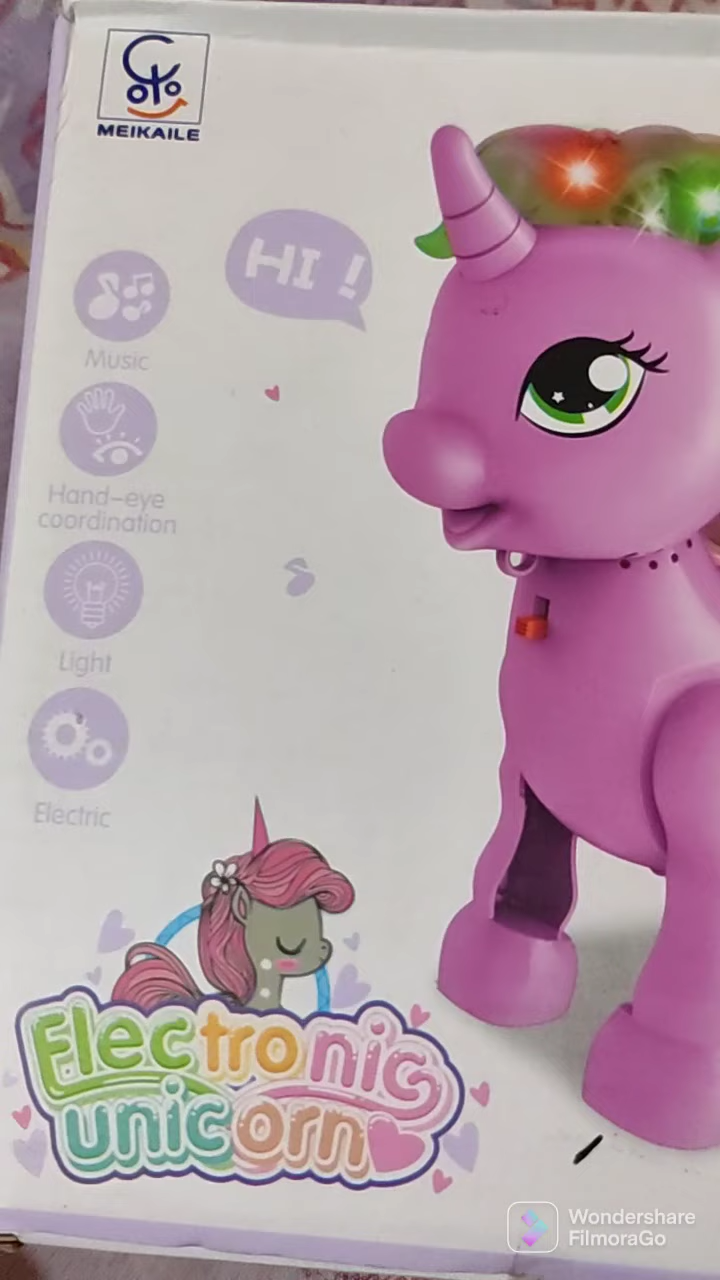 MEIKAILE
HI !
Music
Hand-eye
coordination
Light
Electric
Electronic
unicorn
Wondershare
FilmoraGo